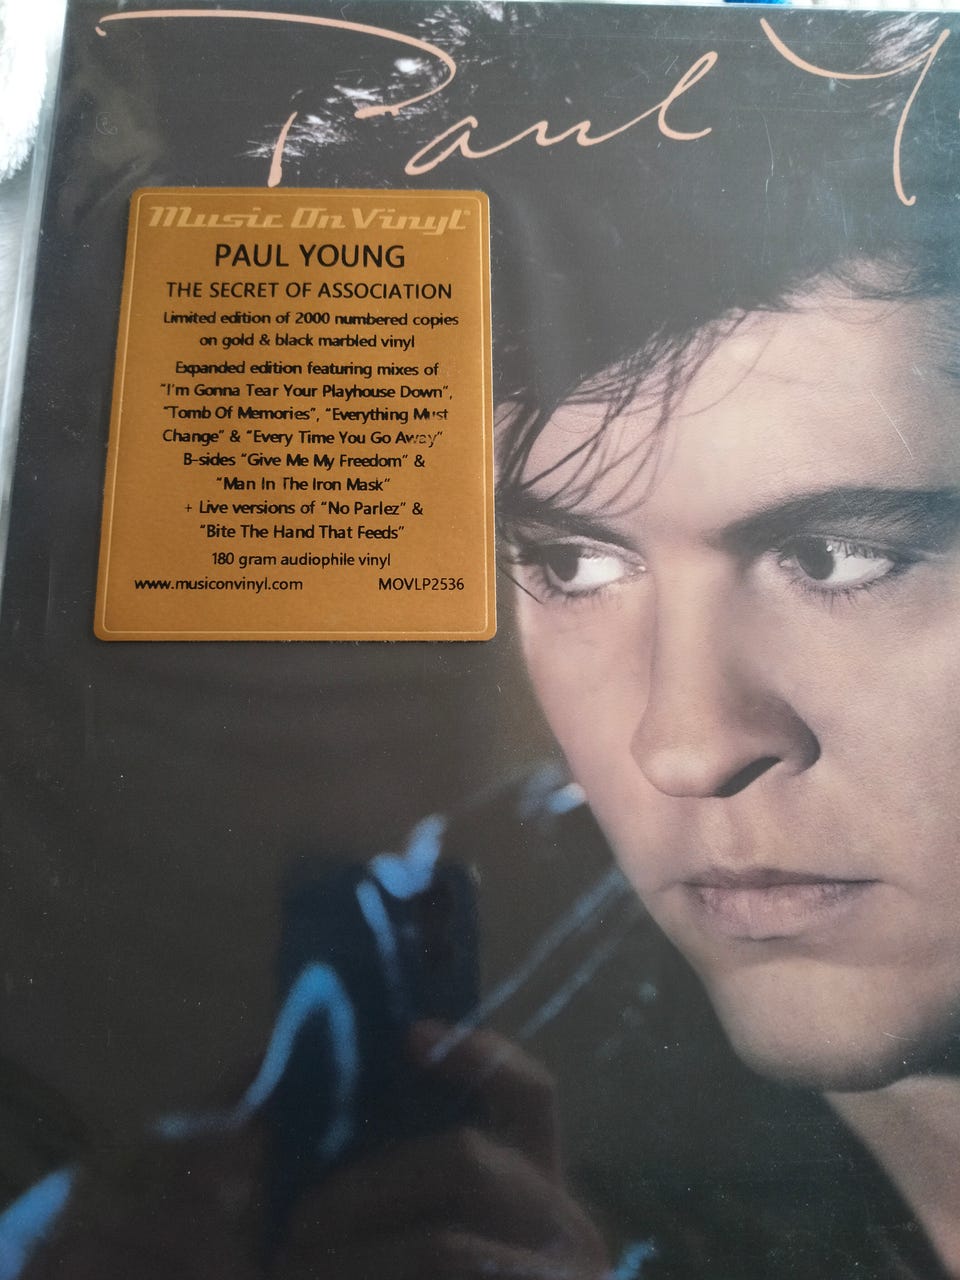 Paul Y
Music On Vinyl
PAUL YOUNG
THE SECRET OF ASSOCIATION
Limited edition of 2000 numbered copies
on gold & black marbled vinyl
Expanded edition featuring mixes of
"I'm Gonna Tear Your Playhouse Down",
"Tomb Of Memories", "Everything Must
Change" & "Every Time You Go Away"
B-sides "Give Me My Freedom" &
"Man In The Iron Mask"
+ Live versions of "No Parlez" &
"Bite The Hand That Feeds"
180 gram audiophile vinyl
www.musiconvinyl.com MOVLP2536